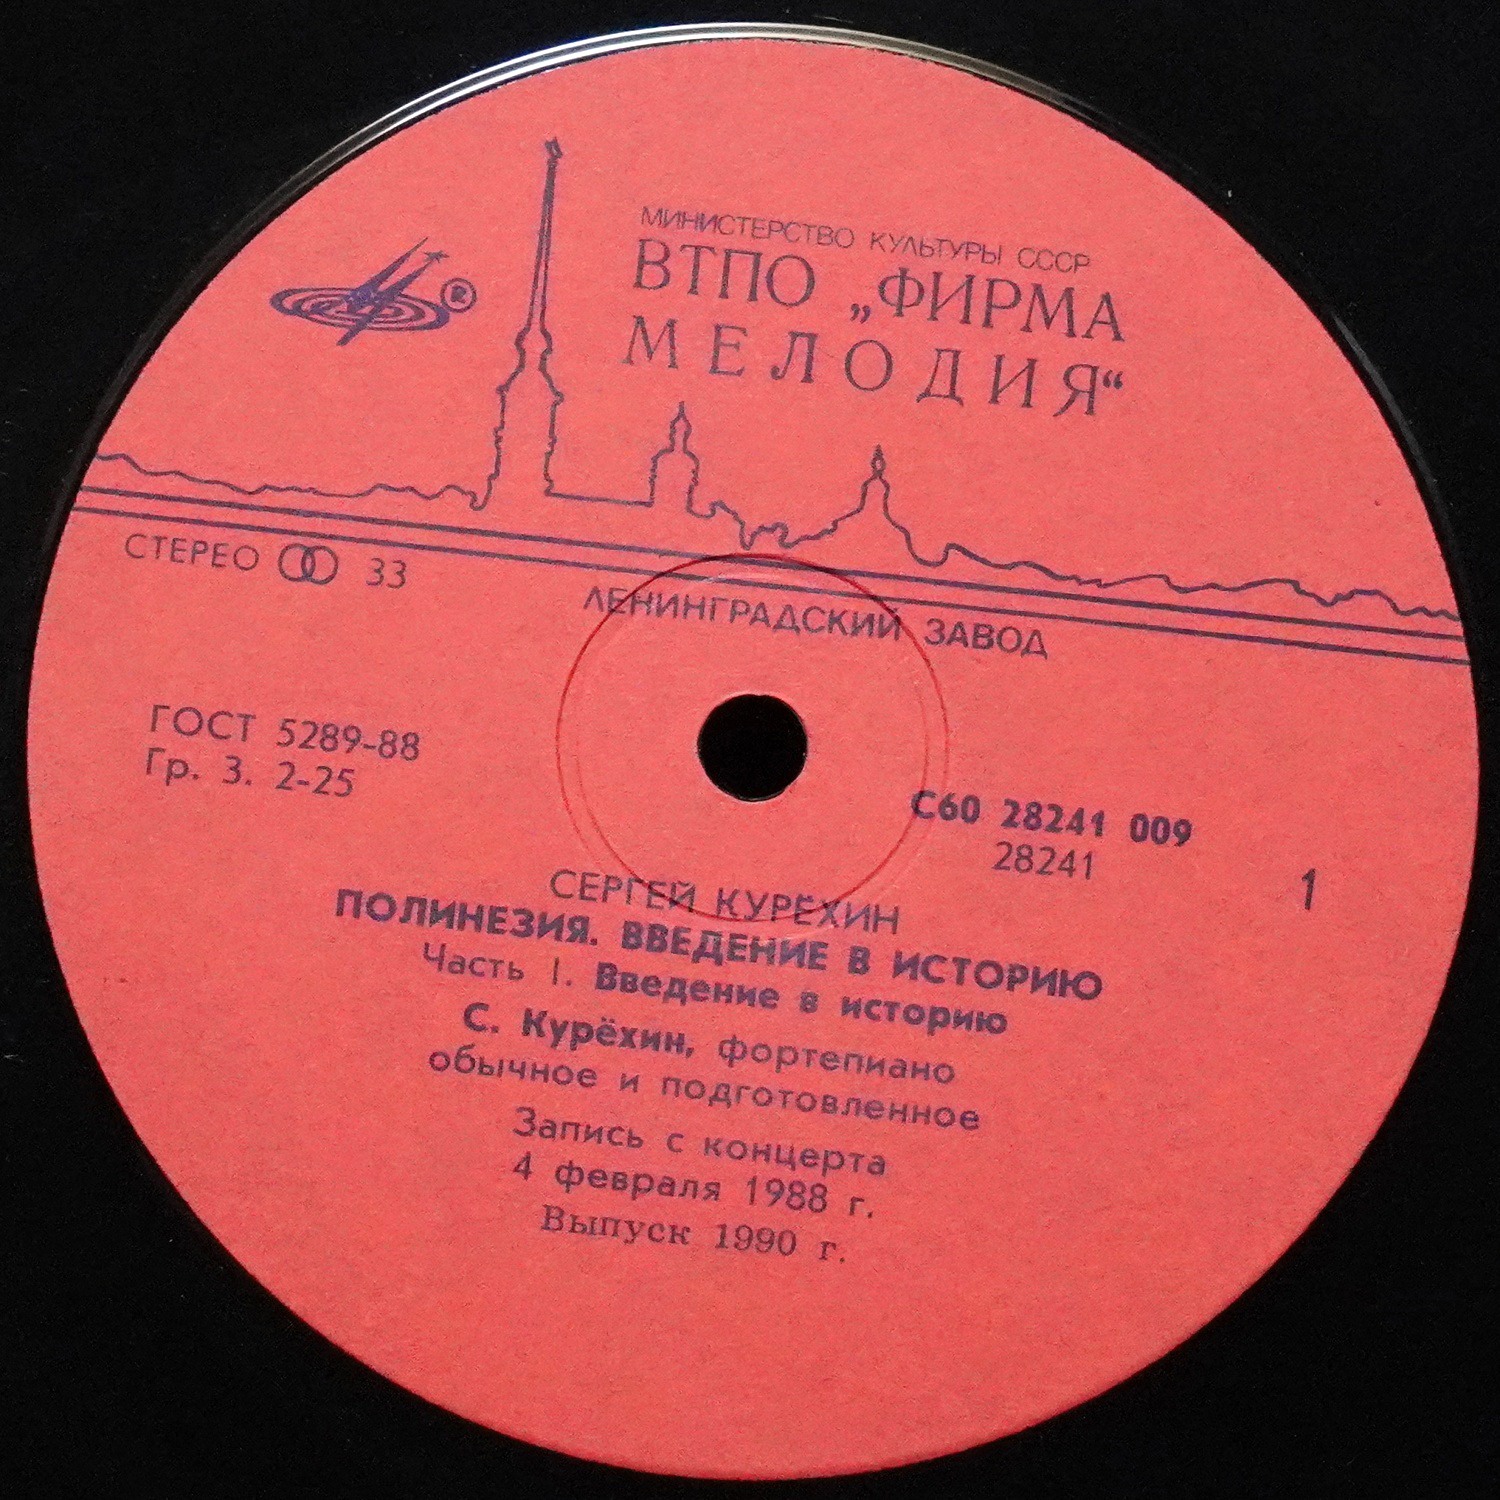 МИНИСТЕРСТВО КУЛЬТУРЫ СССР
ВТПО „ФИРМА
МЕЛОДИЯ“
®
СТЕРЕО 33
ЛЕНИНГРАДСКИЙ ЗАВОД
ГОСТ 5289-88
Гр. 3. 2-25
С60 28241 009
28241
1
СЕРГЕЙ КУРЁХИН
ПОЛИНЕЗИЯ. ВВЕДЕНИЕ В ИСТОРИЮ
Часть I. Введение в историю
С. Курёхин, фортепиано
обычное и подготовленное
Запись с концерта
4 февраля 1988 г.
Выпуск 1990 г.